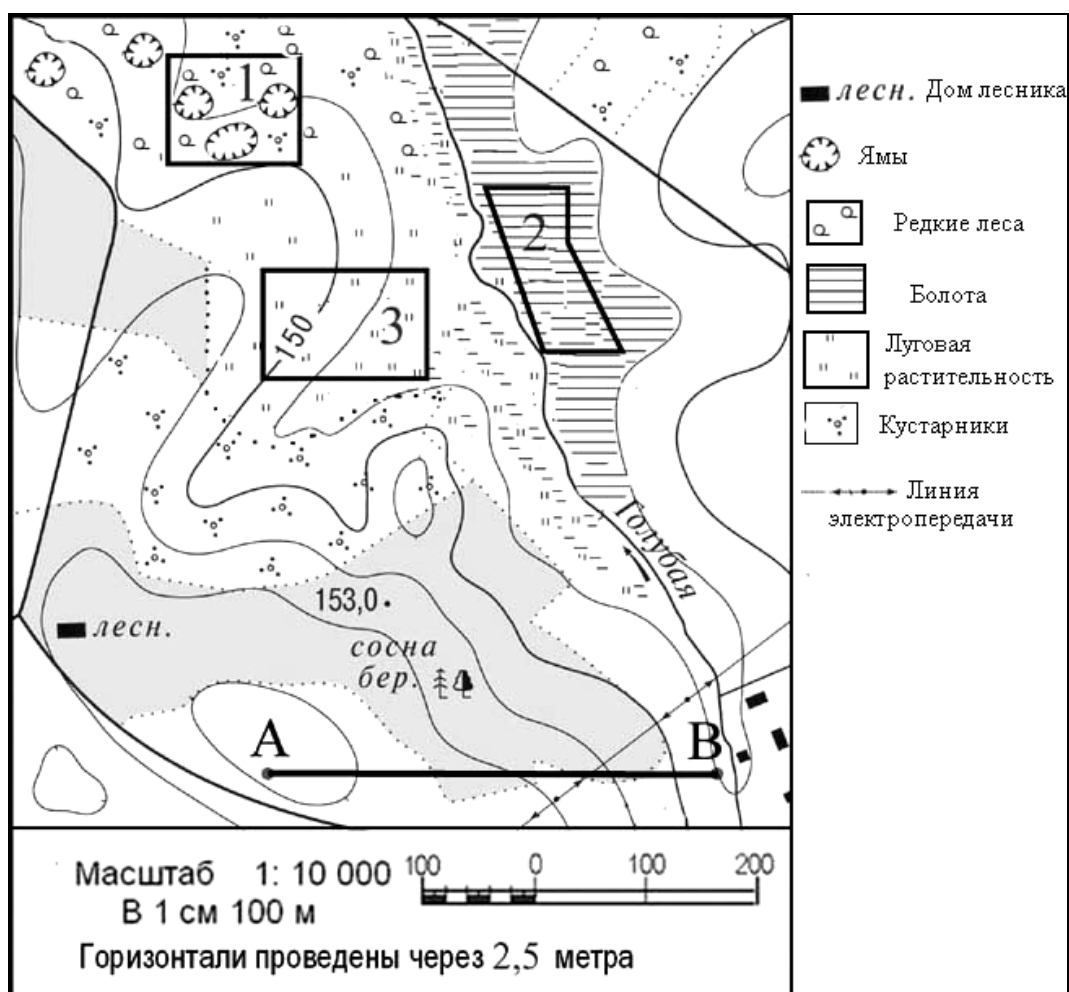 1
2
3
150
Голубая
153,0
лесн.
сосна
бер.
А
В
Масштаб 1: 10 000
В 1 см 100 м
100 0 100 200
Горизонтали проведены через 2,5 метра
лесн. Дом лесника
Ямы
Редкие леса
Болота
Луговая
растительность
Кустарники
Линия
электропередачи